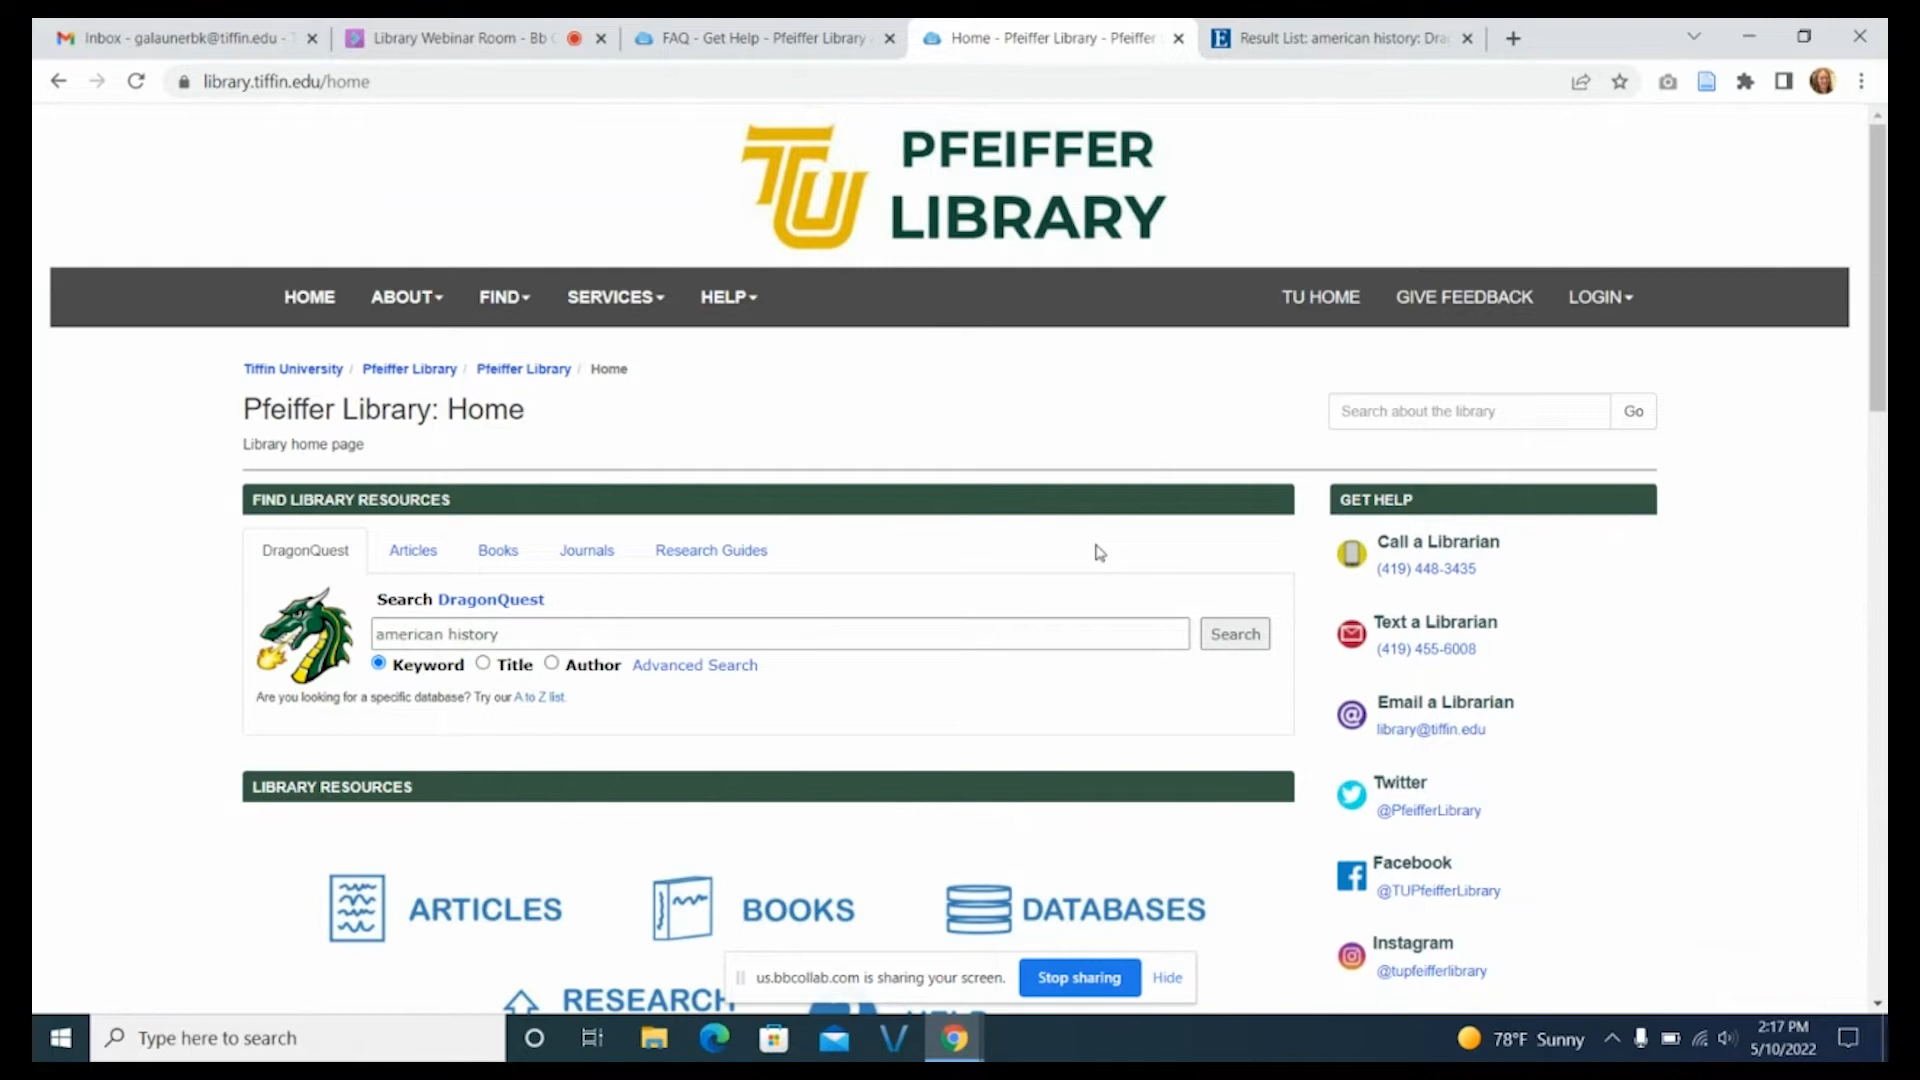 Inbox - galaunerbk@tiffin.edu -
Library Webinar Room - Bb
FAQ - Get Help - Pfeiffer Library
Home - Pfeiffer Library - Pfeiffer
Result List: american history: Dra
library.tiffin.edu/home
TU PFEIFFER
LIBRARY
HOME ABOUT FIND SERVICES HELP TU HOME GIVE FEEDBACK LOGIN
Tiffin University / Pfeiffer Library / Pfeiffer Library / Home
Pfeiffer Library: Home
Search about the library Go
Library home page
FIND LIBRARY RESOURCES
DragonQuest Articles Books Journals Research Guides
Search DragonQuest
american history Search
Keyword Title Author Advanced Search
Are you looking for a specific database? Try our A to Z list.
LIBRARY RESOURCES
ARTICLES BOOKS DATABASES
RESEARCH
GET HELP
Call a Librarian
(419) 448-3435
Text a Librarian
(419) 455-6008
Email a Librarian
library@tiffin.edu
Twitter
@PfeifferLibrary
Facebook
@TUPfeifferLibrary
Instagram
@tupfeifferlibrary
us.bbcollab.com is sharing your screen. Stop sharing Hide
Type here to search
78°F Sunny
2:17 PM
5/10/2022